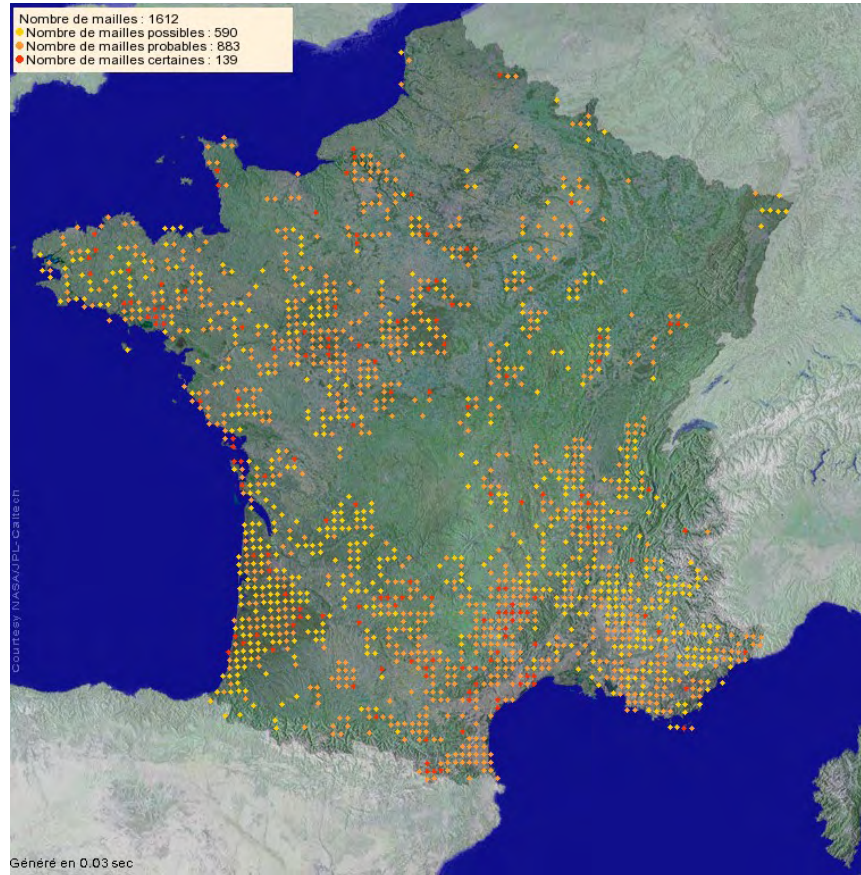 Nombre de mailles : 1612
Nombre de mailles possibles : 590
Nombre de mailles probables : 883
Nombre de mailles certaines : 139
Courtesy NASA/JPL-Caltech
Généré en 0.03 sec